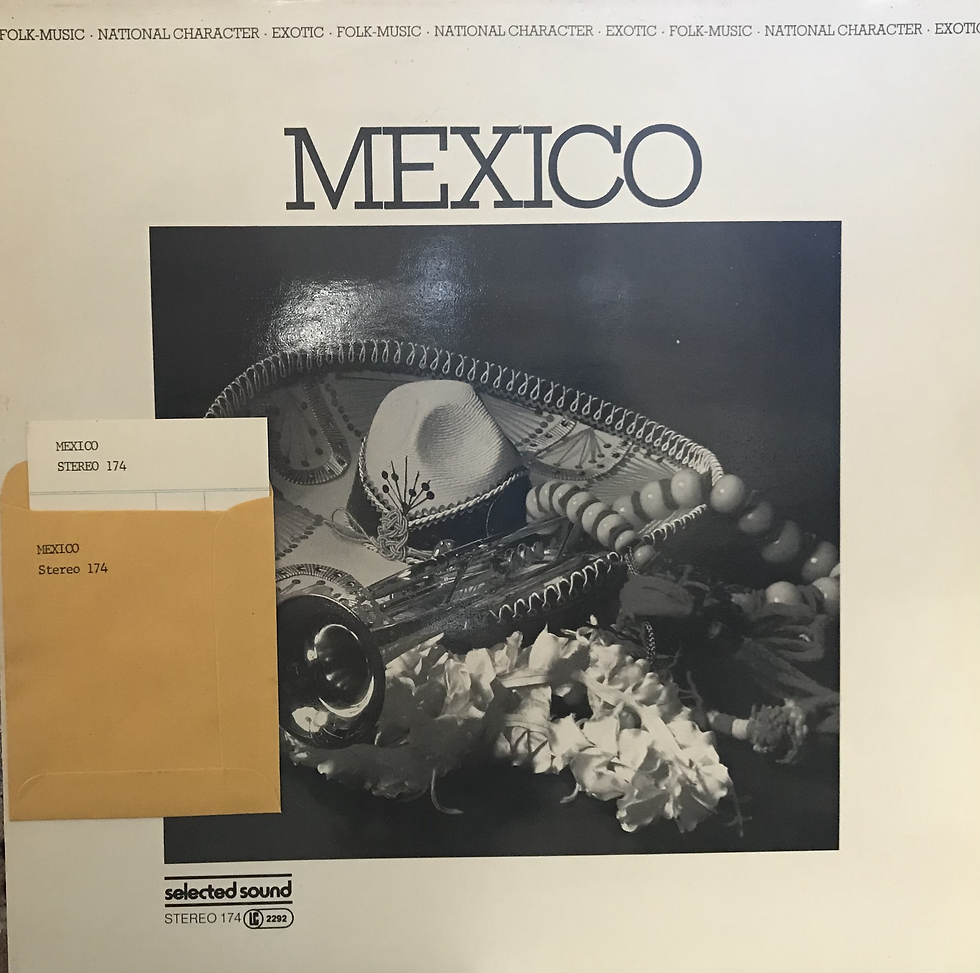 FOLK-MUSIC · NATIONAL CHARACTER · EXOTIC · FOLK-MUSIC · NATIONAL CHARACTER · EXOTIC · FOLK-MUSIC · NATIONAL CHARACTER · EXOTIC
MEXICO
MEXICO
STEREO 174
MEXICO
Stereo 174
selected sound
STEREO 174 LC 2292